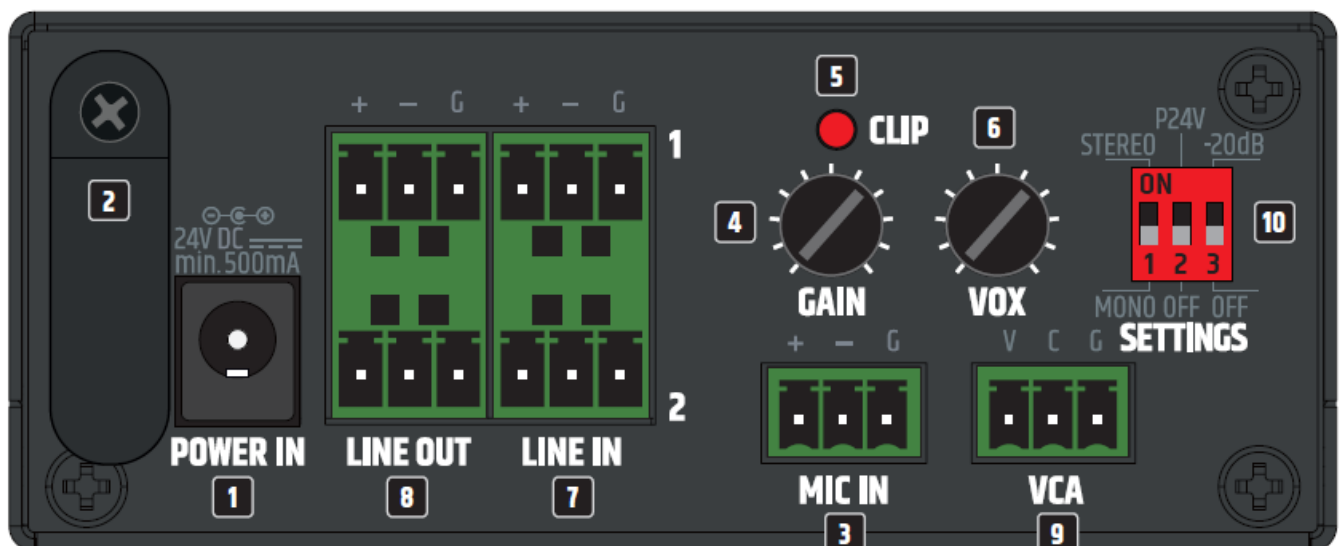 5
+ − G + − G
P24V
1 CLIP 6 STEREO -20dB
ON
2 4 10
24V DC
min.500mA
1 2 3
GAIN VOX MONO OFF OFF
+ − G V C G SETTINGS
2
POWER IN LINE OUT LINE IN
1 8 7 MIC IN VCA
3 9